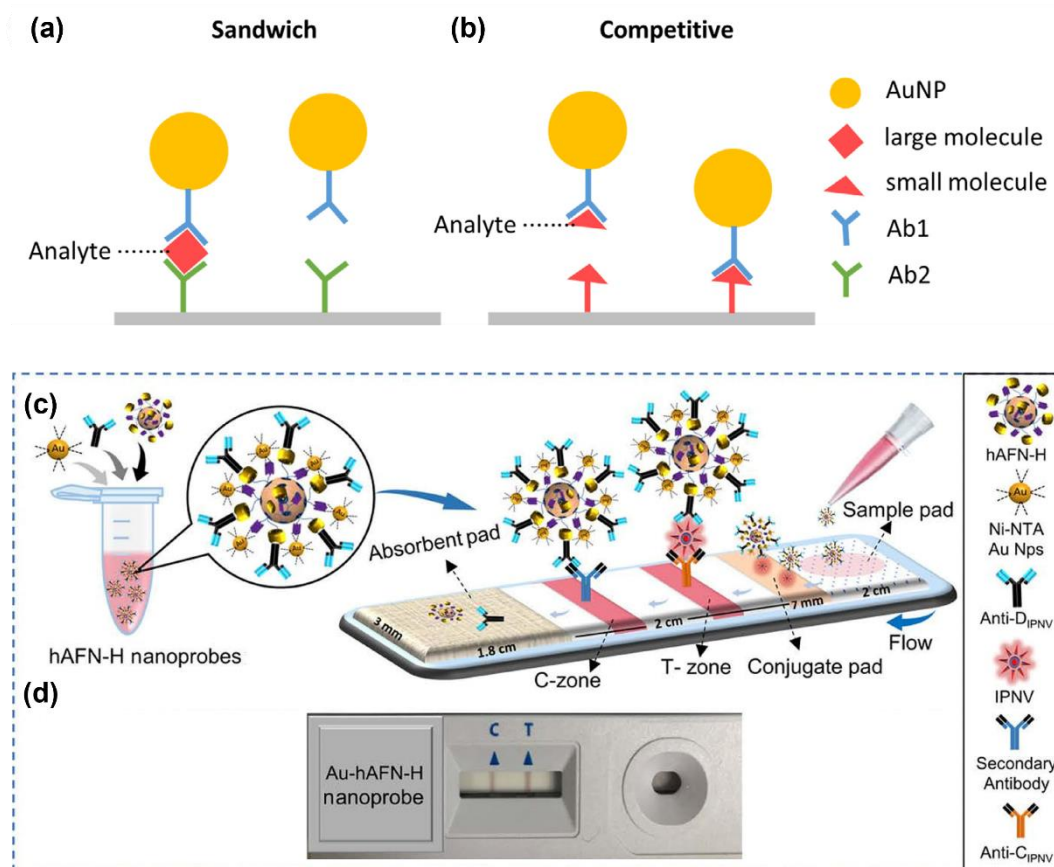 (a)
Sandwich
(b)
Competitive
AuNP
large molecule
small molecule
Ab1
Ab2
Analyte
Analyte
(c)
Au
hAFN-H nanoprobes
Absorbent pad
Sample pad
3 mm
1.8 cm
2 cm
7 mm
2 cm
C-zone
T- zone
Conjugate pad
Flow
hAFN-H
Au
Ni-NTA
Au Nps
Anti-DIPNV
IPNV
Secondary
Antibody
Anti-CIPNV
(d)
Au-hAFN-H
nanoprobe
C T